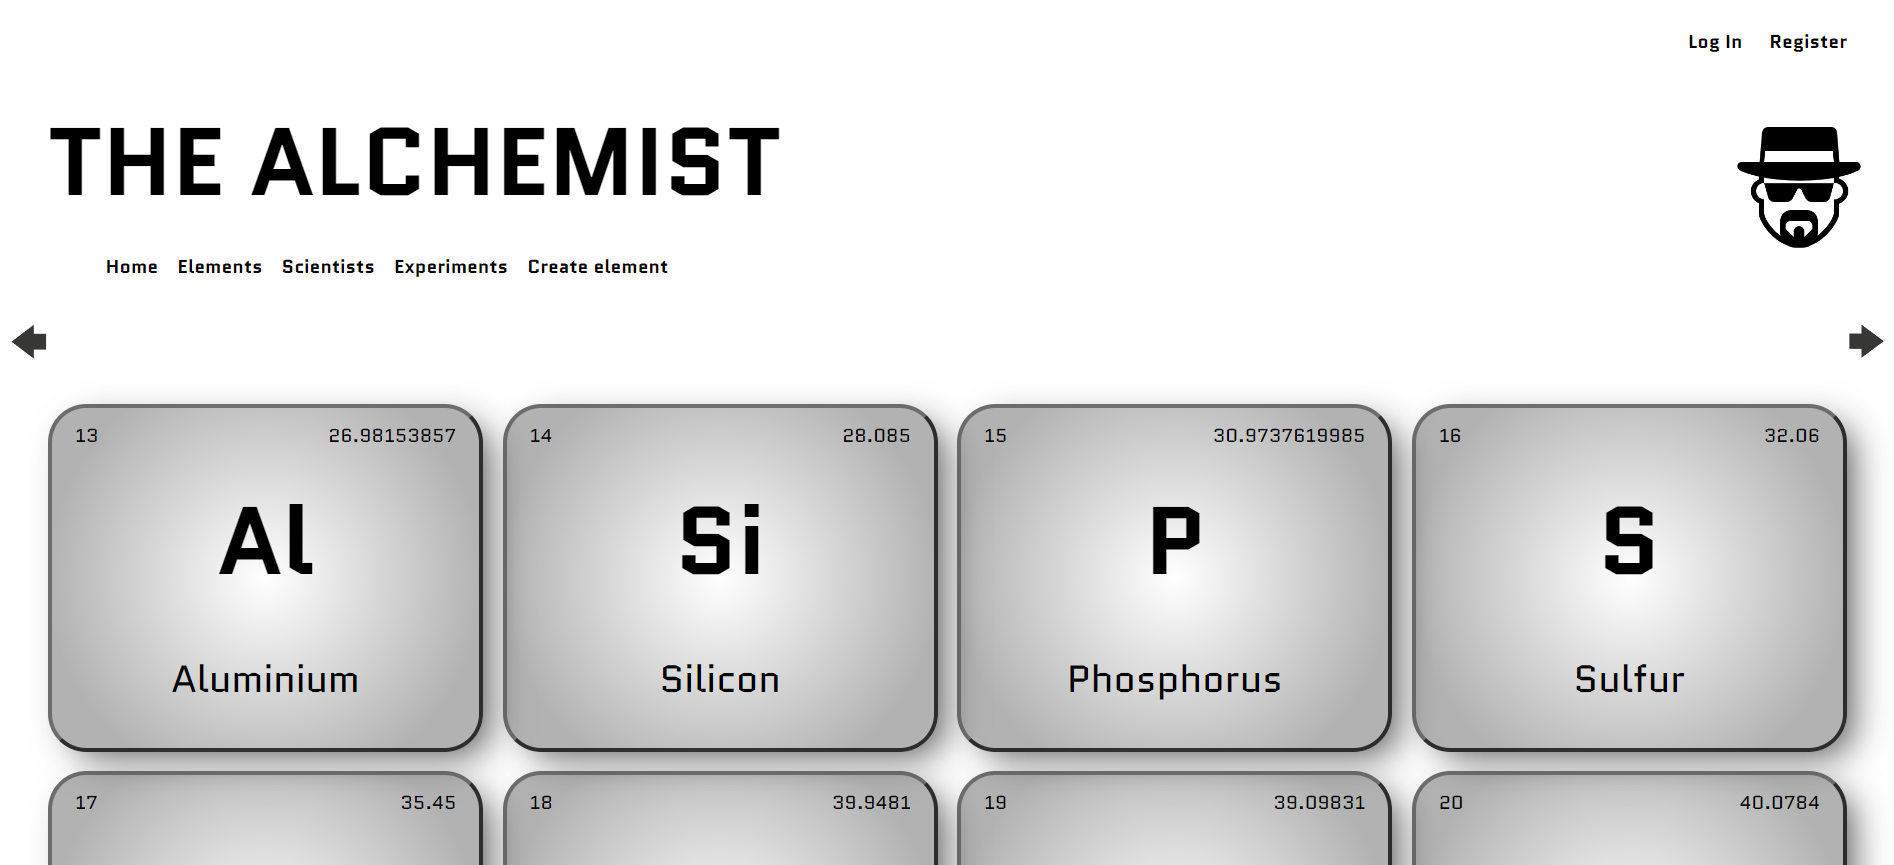 Log In Register
THE ALCHEMIST
Home Elements Scientists Experiments Create element
13 26.98153857 14 28.085 15 30.9737619985 16 32.06
Al Si P S
Aluminium Silicon Phosphorus Sulfur
17 35.45 18 39.9481 19 39.09831 20 40.0784